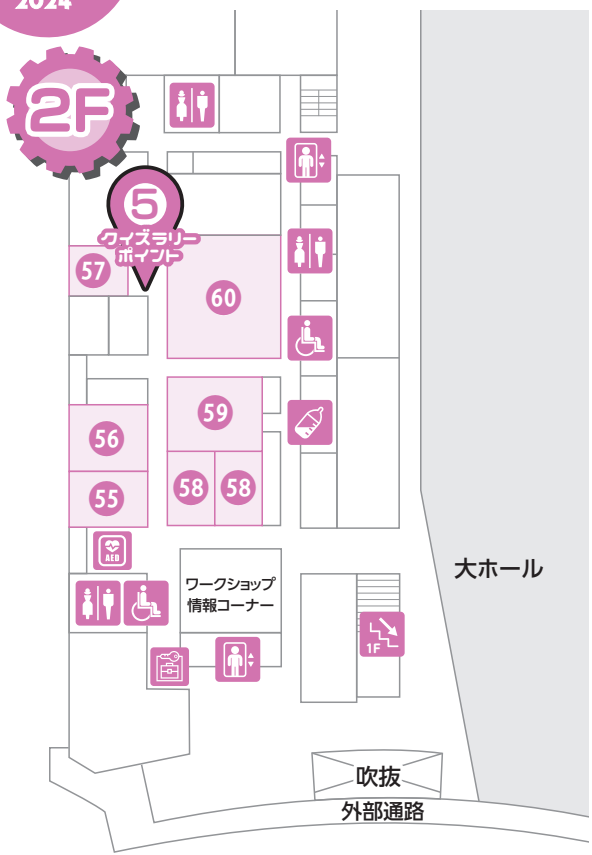 2024
2F
5
クイズラリー
ポイント
57
60
59
56
58
58
55
AED
ワークショップ
情報コーナー
大ホール
1F
吹抜
外部通路